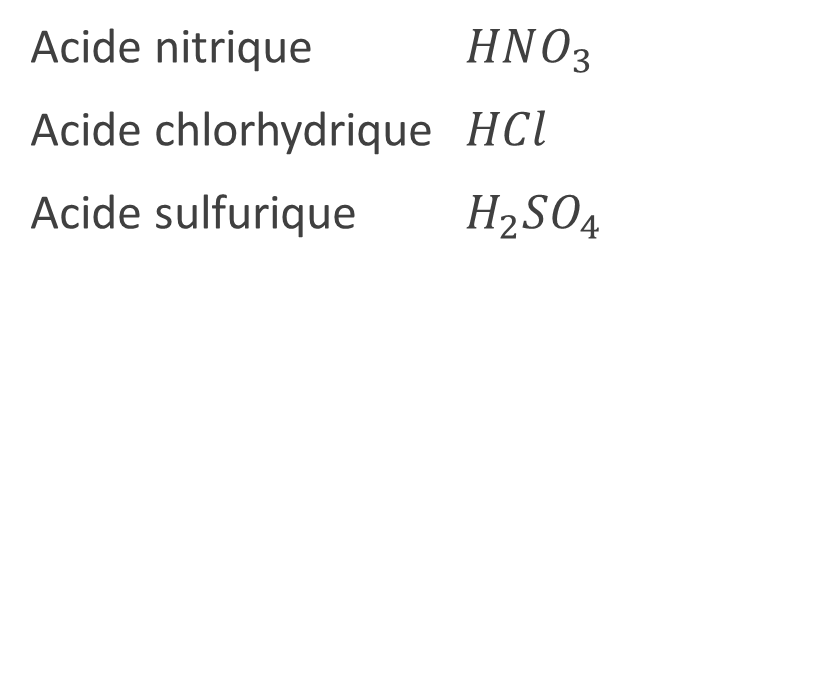 Acide nitrique HNO₃
Acide chlorhydrique HCl
Acide sulfurique H₂SO₄